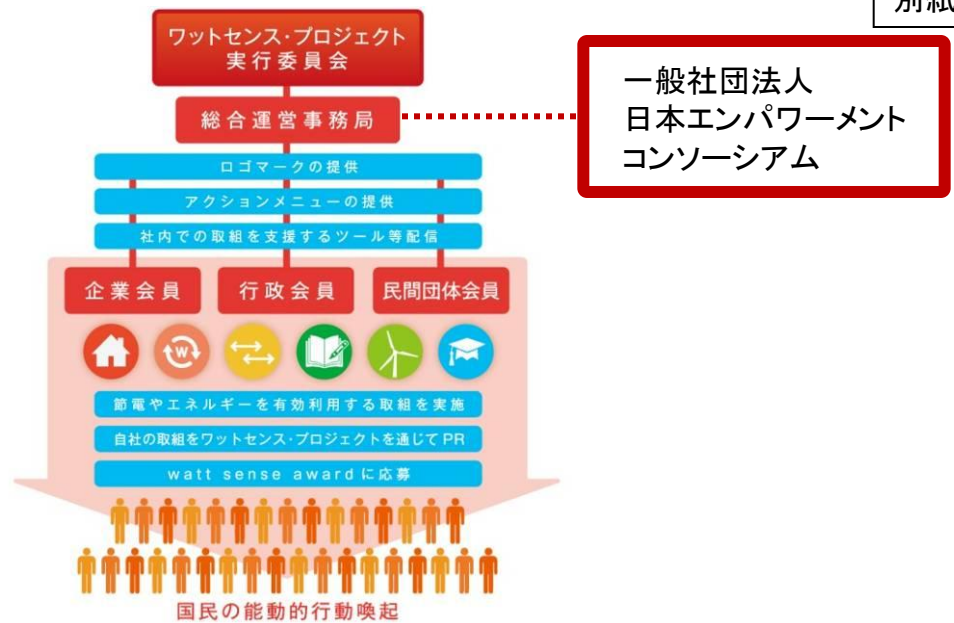 別紙
ワットセンス・プロジェクト
実行委員会
総合運営事務局
一般社団法人
日本エンパワーメント
コンソーシアム
ロゴマークの提供
アクションメニューの提供
社内での取組を支援するツール等配信
企業会員
行政会員
民間団体会員
W
節電やエネルギーを有効利用する取組を実施
自社の取組をワットセンス・プロジェクトを通じてPR
watt sense awardに応募
国民の能動的行動喚起